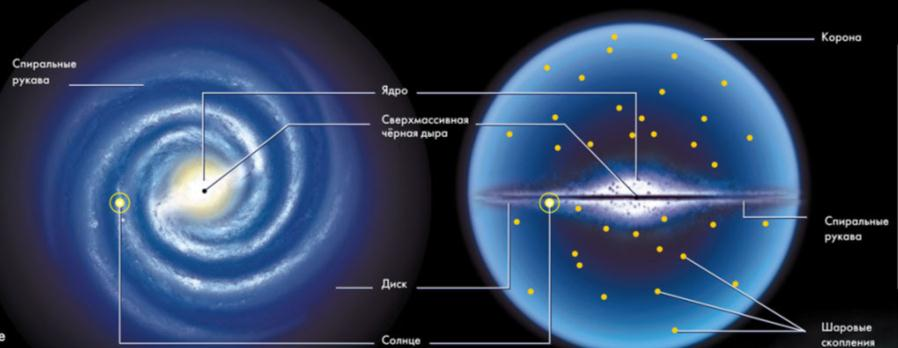 Спиральные
рукава
Ядро
Сверхмассивная
чёрная дыра
Диск
Солнце
Корона
Спиральные
рукава
Шаровые
скопления
е